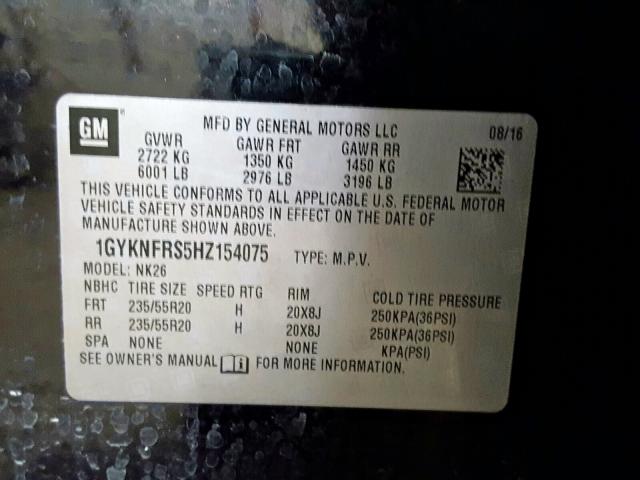 GM MFD BY GENERAL MOTORS LLC 08/16
GVWR GAWR FRT GAWR RR
2722 KG 1350 KG 1450 KG
6001 LB 2976 LB 3196 LB
THIS VEHICLE CONFORMS TO ALL APPLICABLE U.S. FEDERAL MOTOR
VEHICLE SAFETY STANDARDS IN EFFECT ON THE DATE OF
MANUFACTURE SHOWN ABOVE.
1GYKNFRS5HZ154075 TYPE: M.P.V.
MODEL: NK26
NBHC TIRE SIZE SPEED RTG RIM COLD TIRE PRESSURE
FRT 235/55R20 H 20X8J 250KPA(36PSI)
RR 235/55R20 H 20X8J 250KPA(36PSI)
SPA NONE NONE KPA(PSI)
SEE OWNER'S MANUAL FOR MORE INFORMATION.